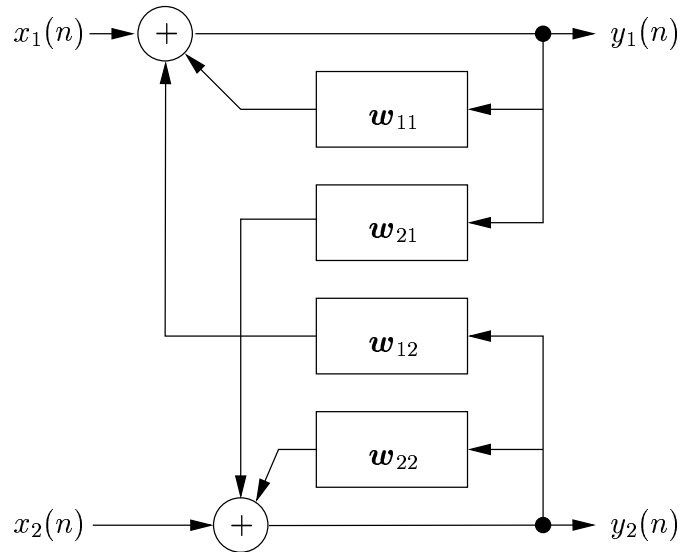 x₁(n) + y₁(n)
w₁₁
w₂₁
w₁₂
w₂₂
x₂(n) + y₂(n)